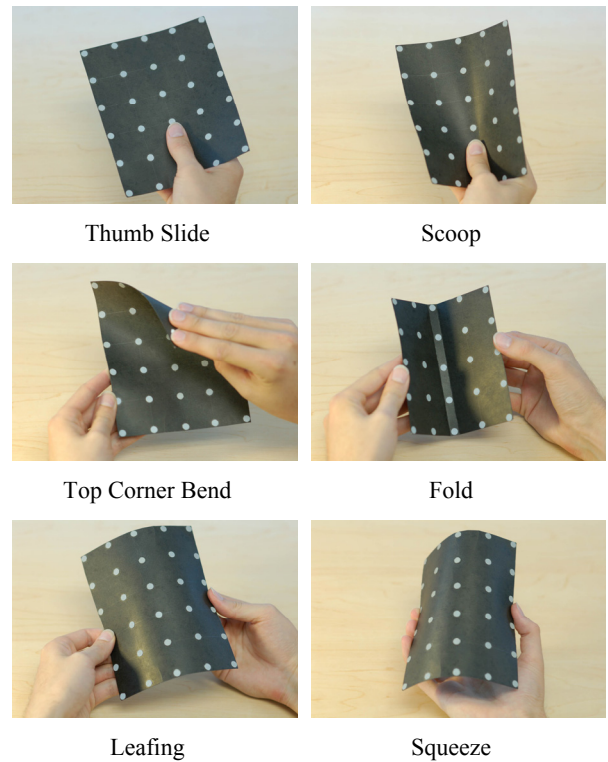 Thumb Slide
Scoop
Top Corner Bend
Fold
Leafing
Squeeze